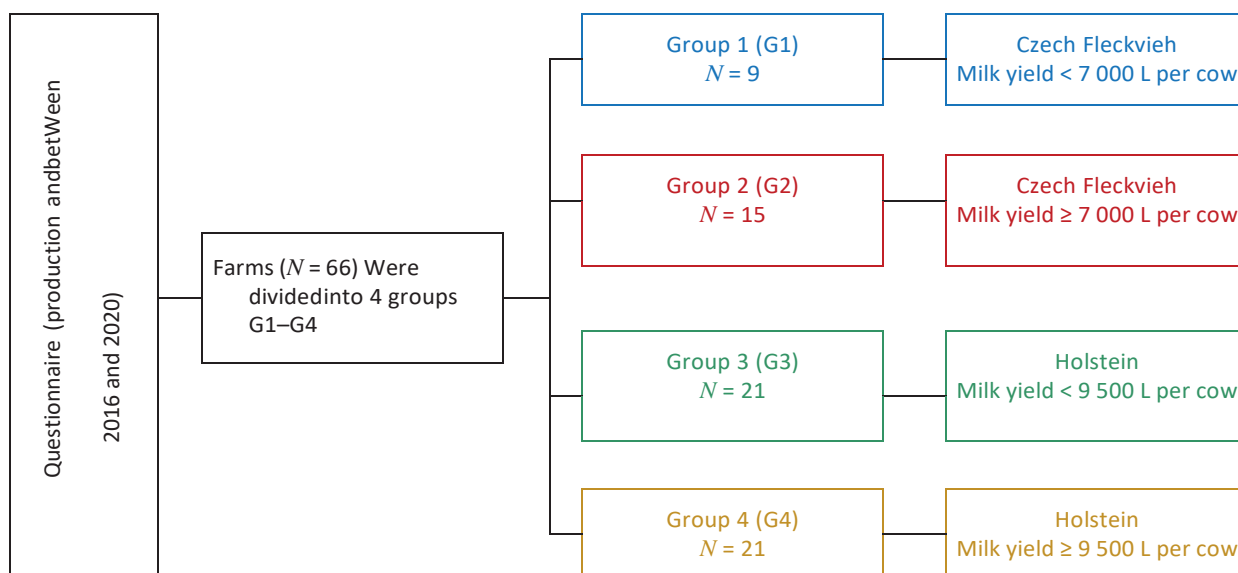 Questionnaire (production andbetWeen
2016 and 2020)
Farms (N = 66) Were
dividedinto 4 groups
G1–G4
Group 1 (G1)
N = 9
Czech Fleckvieh
Milk yield < 7 000 L per cow
Group 2 (G2)
N = 15
Czech Fleckvieh
Milk yield ≥ 7 000 L per cow
Group 3 (G3)
N = 21
Holstein
Milk yield < 9 500 L per cow
Group 4 (G4)
N = 21
Holstein
Milk yield ≥ 9 500 L per cow